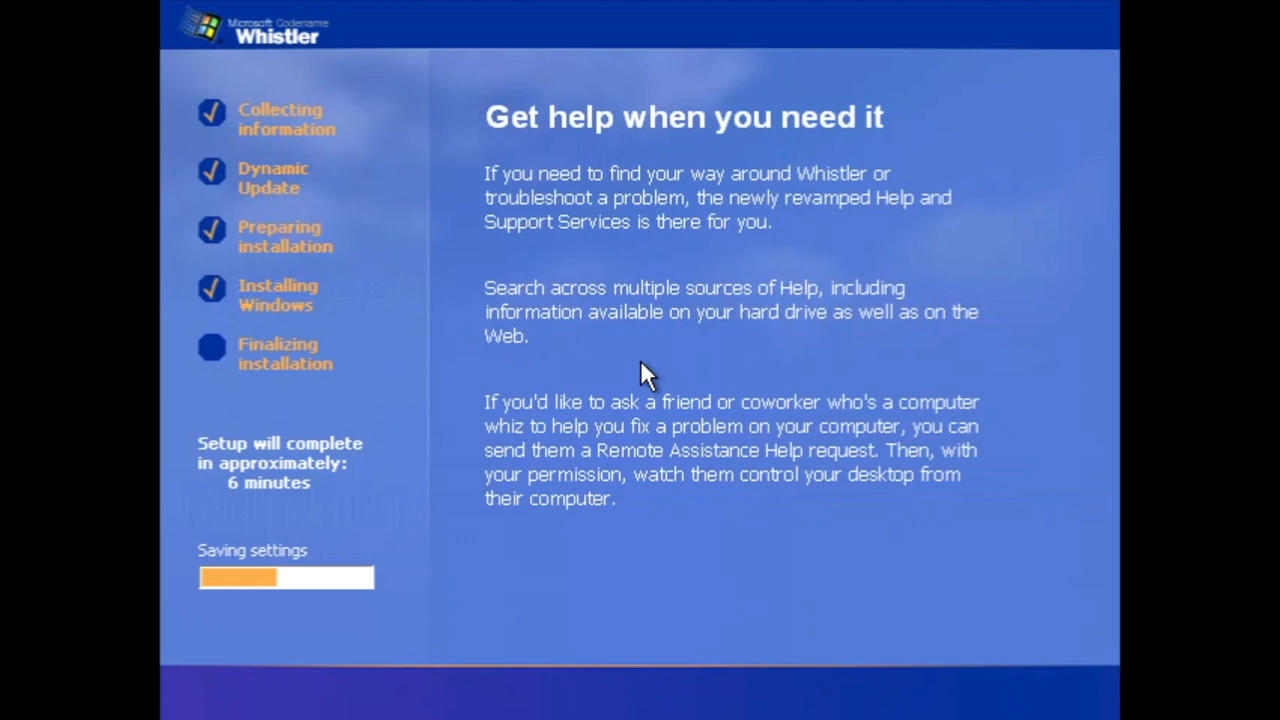 Microsoft Codename
Whistler
Collecting
information
Dynamic
Update
Preparing
installation
Installing
Windows
Finalizing
installation
Setup will complete
in approximately:
6 minutes
Saving settings
Get help when you need it
If you need to find your way around Whistler or
troubleshoot a problem, the newly revamped Help and
Support Services is there for you.
Search across multiple sources of Help, including
information available on your hard drive as well as on the
Web.
If you'd like to ask a friend or coworker who's a computer
whiz to help you fix a problem on your computer, you can
send them a Remote Assistance Help request. Then, with
your permission, watch them control your desktop from
their computer.